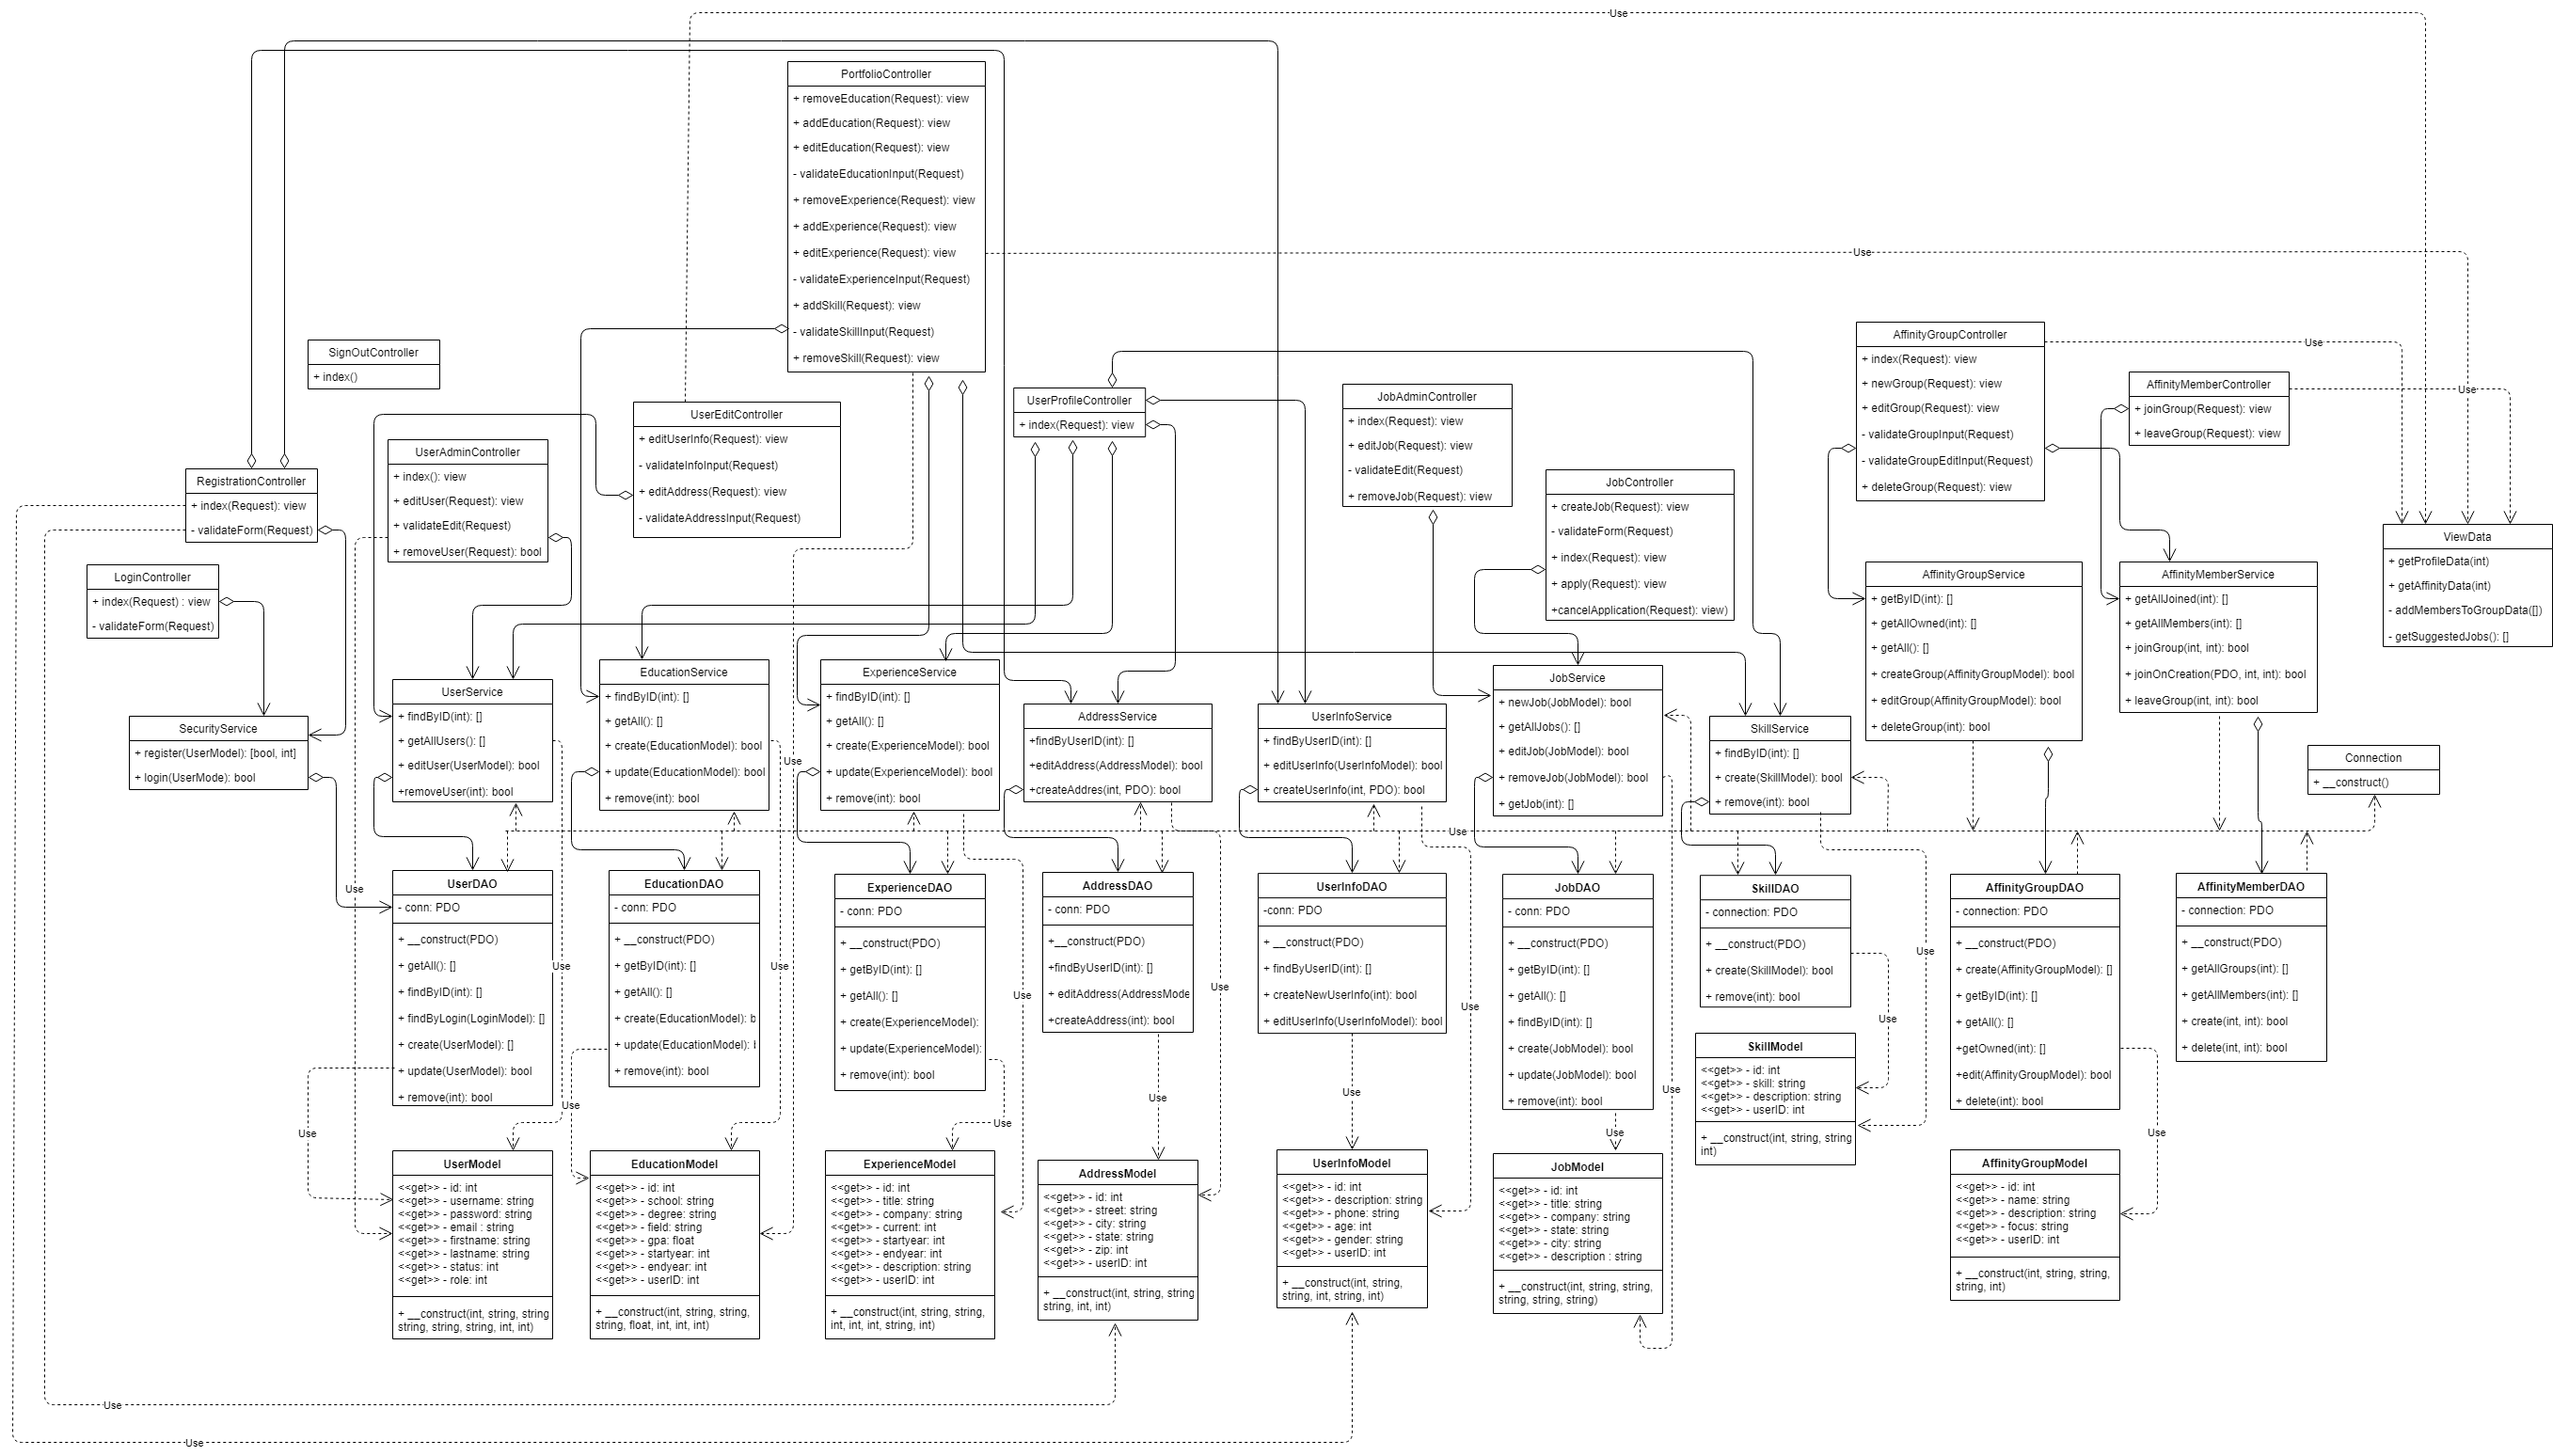 Use
PortfolioController
+ removeEducation(Request): view
+ addEducation(Request): view
+ editEducation(Request): view
- validateEducationInput(Request)
+ removeExperience(Request): view
+ addExperience(Request): view
+ editExperience(Request): view
- validateExperienceInput(Request)
+ addSkill(Request): view
- validateSkillInput(Request)
+ removeSkill(Request): view
Use
SignOutController
+ index()
AffinityGroupController
+ index(Request): view
+ newGroup(Request): view
+ editGroup(Request): view
- validateGroupInput(Request)
- validateGroupEditInput(Request)
+ deleteGroup(Request): view
Use
AffinityMemberController
+ joinGroup(Request): view
+ leaveGroup(Request): view
Use
UserProfileController
+ index(Request): view
JobAdminController
+ index(Request): view
+ editJob(Request): view
- validateEdit(Request)
+ removeJob(Request): view
UserEditController
+ editUserInfo(Request): view
- validateInfoInput(Request)
+ editAddress(Request): view
- validateAddressInput(Request)
UserAdminController
+ index(): view
+ editUser(Request): view
+ validateEdit(Request)
+ removeUser(Request): bool
RegistrationController
+ index(Request): view
- validateForm(Request)
JobController
+ createJob(Request): view
- validateForm(Request)
+ index(Request): view
+ apply(Request): view
+cancelApplication(Request): view)
LoginController
+ index(Request) : view
- validateForm(Request)
ViewData
+ getProfileData(int)
+ getAffinityData(int)
- addMembersToGroupData([])
- getSuggestedJobs(): []
AffinityGroupService
+ getByID(int): []
+ getAllOwned(int): []
+ getAll(): []
+ createGroup(AffinityGroupModel): bool
+ editGroup(AffinityGroupModel): bool
+ deleteGroup(int): bool
AffinityMemberService
+ getAllJoined(int): []
+ getAllMembers(int): []
+ joinGroup(int, int): bool
+ joinOnCreation(PDO, int, int): bool
+ leaveGroup(int, int): bool
SecurityService
+ register(UserModel): [bool, int]
+ login(UserMode): bool
UserService
+ findByID(int): []
+ getAllUsers(): []
+ editUser(UserModel): bool
+removeUser(int): bool
EducationService
+ findByID(int): []
+ getAll(): []
+ create(EducationModel): bool
+ update(EducationModel): bool
+ remove(int): bool
Use
ExperienceService
+ findByID(int): []
+ getAll(): []
+ create(ExperienceModel): bool
+ update(ExperienceModel): bool
+ remove(int): bool
AddressService
+findByUserID(int): []
+editAddress(AddressModel): bool
+createAddres(int, PDO): bool
UserInfoService
+ findByUserID(int): []
+ editUserInfo(UserInfoModel): bool
+ createUserInfo(int, PDO): bool
JobService
+ newJob(JobModel): bool
+ getAllJobs(): []
+ editJob(JobModel): bool
+ removeJob(JobModel): bool
+ getJob(int): []
SkillService
+ findByID(int): []
+ create(SkillModel): bool
+ remove(int): bool
Connection
+ __construct()
Use
Use
UserDAO
- conn: PDO
+ __construct(PDO)
+ getAll(): []
+ findByID(int): []
+ findByLogin(LoginModel): []
+ create(UserModel): []
+ update(UserModel): bool
+ remove(int): bool
Use
EducationDAO
- conn: PDO
+ __construct(PDO)
+ getByID(int): []
+ getAll(): []
+ create(EducationModel): b
+ update(EducationModel): b
+ remove(int): bool
Use
ExperienceDAO
- conn: PDO
+ __construct(PDO)
+ getByID(int): []
+ getAll(): []
+ create(ExperienceModel):
+ update(ExperienceModel):
+ remove(int): bool
Use
AddressDAO
- conn: PDO
+__construct(PDO)
+findByUserID(int): []
+ editAddress(AddressMode
+createAddress(int): bool
Use
UserInfoDAO
-conn: PDO
+ __construct(PDO)
+ findByUserID(int): []
+ createNewUserInfo(int): bool
+ editUserInfo(UserInfoModel): bool
Use
JobDAO
- conn: PDO
+ __construct(PDO)
+ getByID(int): []
+ getAll(): []
+ findByID(int): []
+ create(JobModel): bool
+ update(JobModel): bool
+ remove(int): bool
Use
SkillDAO
- connection: PDO
+ __construct(PDO)
+ create(SkillModel): bool
+ remove(int): bool
Use
Use
AffinityGroupDAO
- connection: PDO
+ __construct(PDO)
+ create(AffinityGroupModel): []
+ getByID(int): []
+ getAll(): []
+getOwned(int): []
+edit(AffinityGroupModel): bool
+ delete(int): bool
AffinityMemberDAO
- connection: PDO
+ __construct(PDO)
+ getAllGroups(int): []
+ getAllMembers(int): []
+ create(int, int): bool
+ delete(int, int): bool
SkillModel
<<get>> - id: int
<<get>> - skill: string
<<get>> - description: string
<<get>> - userID: int
+ __construct(int, string, string
int)
Use
Use
Use
Use
Use
Use
Use
UserModel
<<get>> - id: int
<<get>> - username: string
<<get>> - password: string
<<get>> - email : string
<<get>> - firstname: string
<<get>> - lastname: string
<<get>> - status: int
<<get>> - role: int
+ __construct(int, string, string
string, string, string, int, int)
EducationModel
<<get>> - id: int
<<get>> - school: string
<<get>> - degree: string
<<get>> - field: string
<<get>> - gpa: float
<<get>> - startyear: int
<<get>> - endyear: int
<<get>> - userID: int
+ __construct(int, string, string,
string, float, int, int, int)
ExperienceModel
<<get>> - id: int
<<get>> - title: string
<<get>> - company: string
<<get>> - current: int
<<get>> - startyear: int
<<get>> - endyear: int
<<get>> - description: string
<<get>> - userID: int
+ __construct(int, string, string,
int, int, int, string, int)
AddressModel
<<get>> - id: int
<<get>> - street: string
<<get>> - city: string
<<get>> - state: string
<<get>> - zip: int
<<get>> - userID: int
+ __construct(int, string, string
string, int, int)
UserInfoModel
<<get>> - id: int
<<get>> - description: string
<<get>> - phone: string
<<get>> - age: int
<<get>> - gender: string
<<get>> - userID: int
+ __construct(int, string,
string, int, string, int)
JobModel
<<get>> - id: int
<<get>> - title: string
<<get>> - company: string
<<get>> - state: string
<<get>> - city: string
<<get>> - description : string
+ __construct(int, string, string,
string, string, string)
AffinityGroupModel
<<get>> - id: int
<<get>> - name: string
<<get>> - description: string
<<get>> - focus: string
<<get>> - userID: int
+ __construct(int, string, string,
string, int)
Use
Use